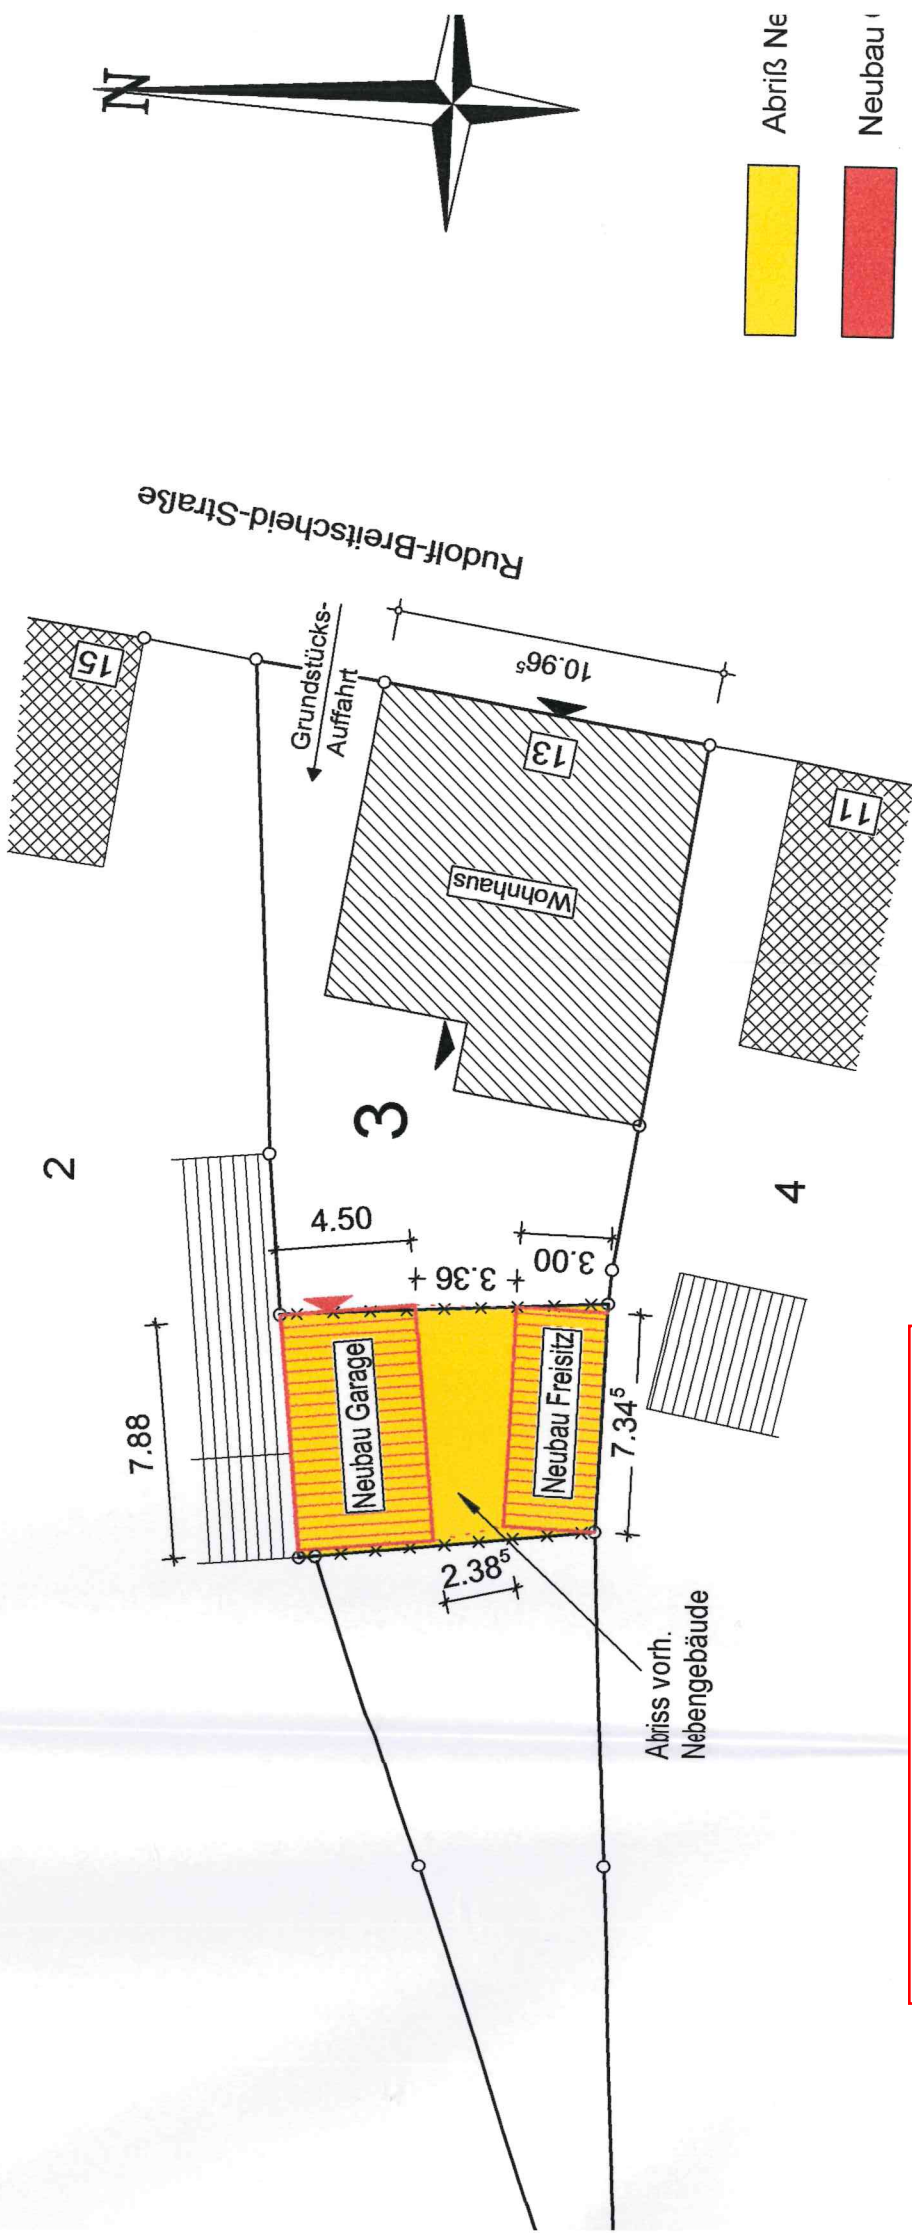 N
Abriß Ne
Neubau
Rudolf-Breitscheid-Straße
15
Grundstücks-
Auffahrt
10.96⁵
13
11
Wohnhaus
2
3
4
4.50
3.36
3.00
7.88
Neubau Garage
Neubau Freisitz
7.34⁵
2.38⁵
Abriss vorh.
Nebengebäude